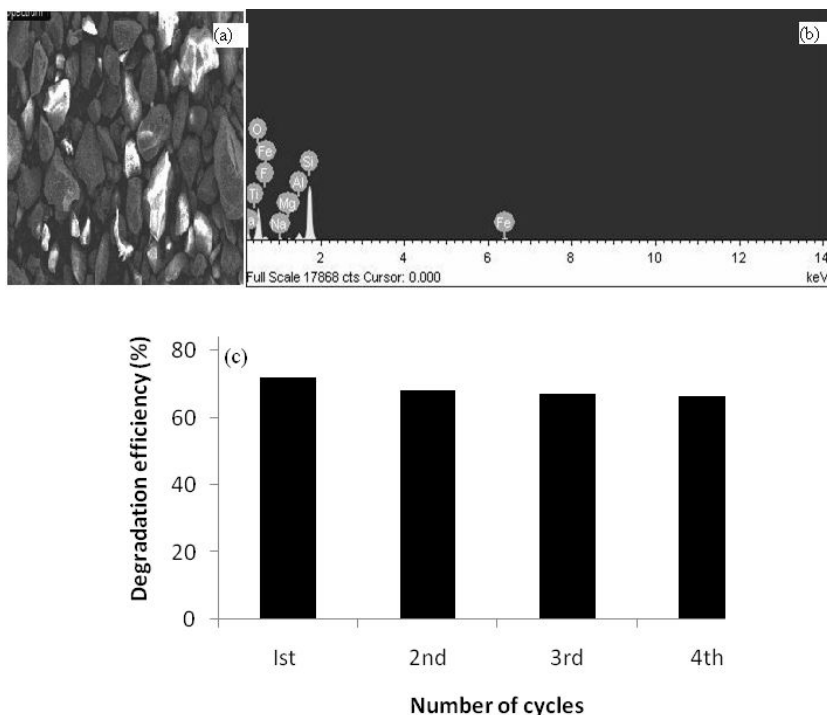 Spectrum
(a)
(b)
O
Fe
F
Si
Ti
Al
Mg
a
Na
Fe
2 4 6 8 10 12 14
Full Scale 17868 cts Cursor: 0.000 keV
(c)
80
60
40
20
0
Degradation efficiency (%)
Ist 2nd 3rd 4th
Number of cycles